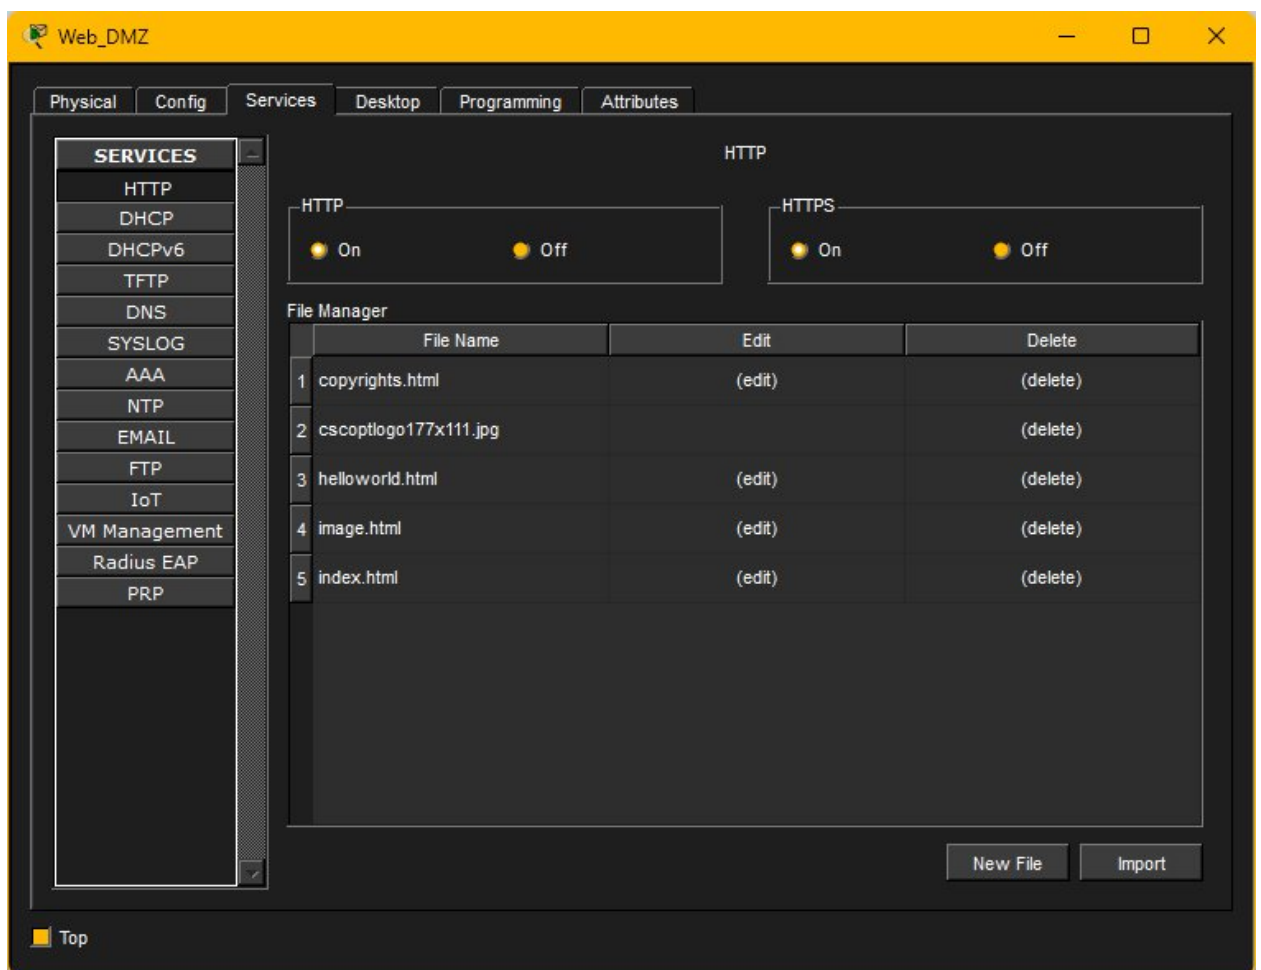 Web_DMZ
Physical Config Services Desktop Programming Attributes
SERVICES
HTTP
DHCP
DHCPv6
TFTP
DNS
SYSLOG
AAA
NTP
EMAIL
FTP
IoT
VM Management
Radius EAP
PRP
HTTP
HTTP
On Off
HTTPS
On Off
File Manager
File Name Edit Delete
1 copyrights.html (edit) (delete)
2 cscoptlogo177x111.jpg (delete)
3 helloworld.html (edit) (delete)
4 image.html (edit) (delete)
5 index.html (edit) (delete)
New File Import
Top